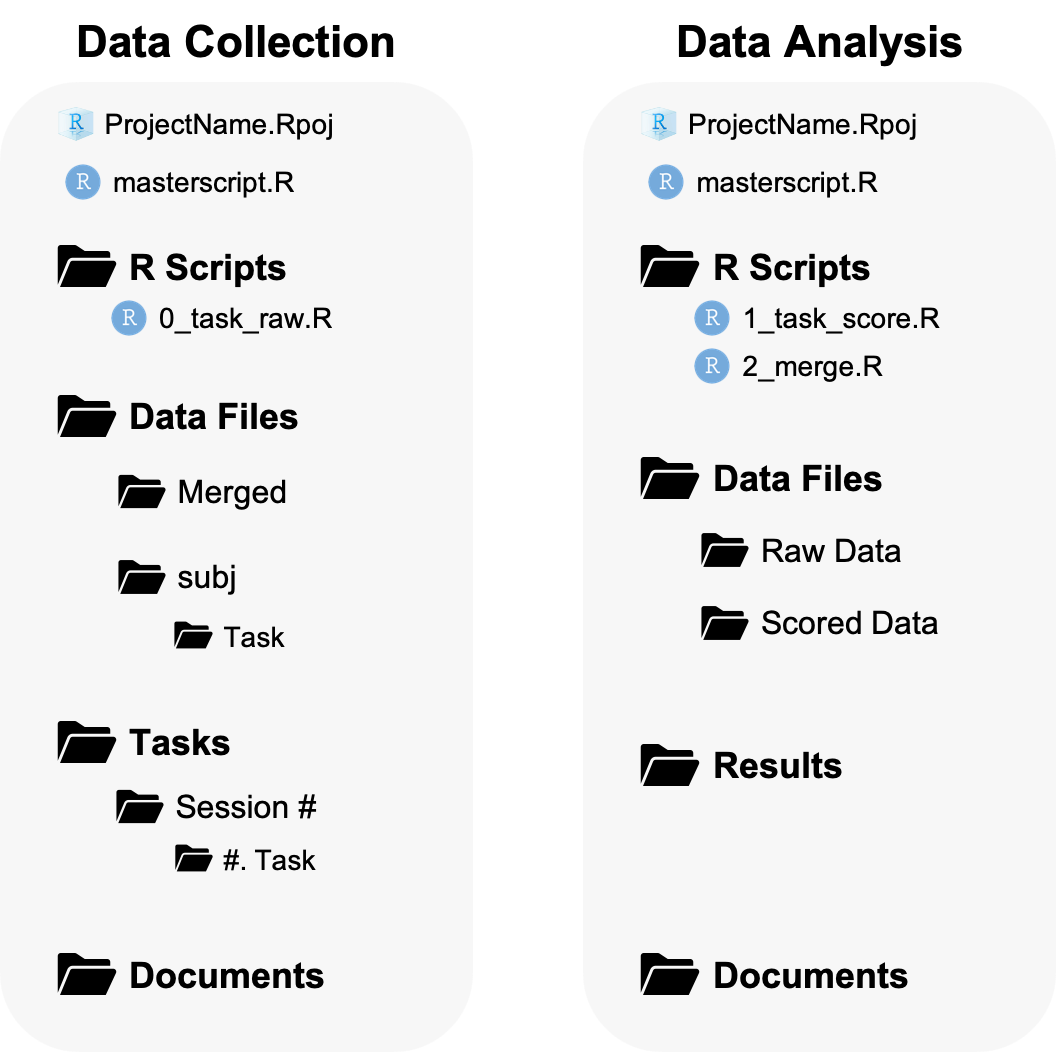 Data Collection
ProjectName.Rpoj
masterscript.R
R Scripts
0_task_raw.R
Data Files
Merged
subj
Task
Tasks
Session #
#. Task
Documents
Data Analysis
ProjectName.Rpoj
masterscript.R
R Scripts
1_task_score.R
2_merge.R
Data Files
Raw Data
Scored Data
Results
Documents